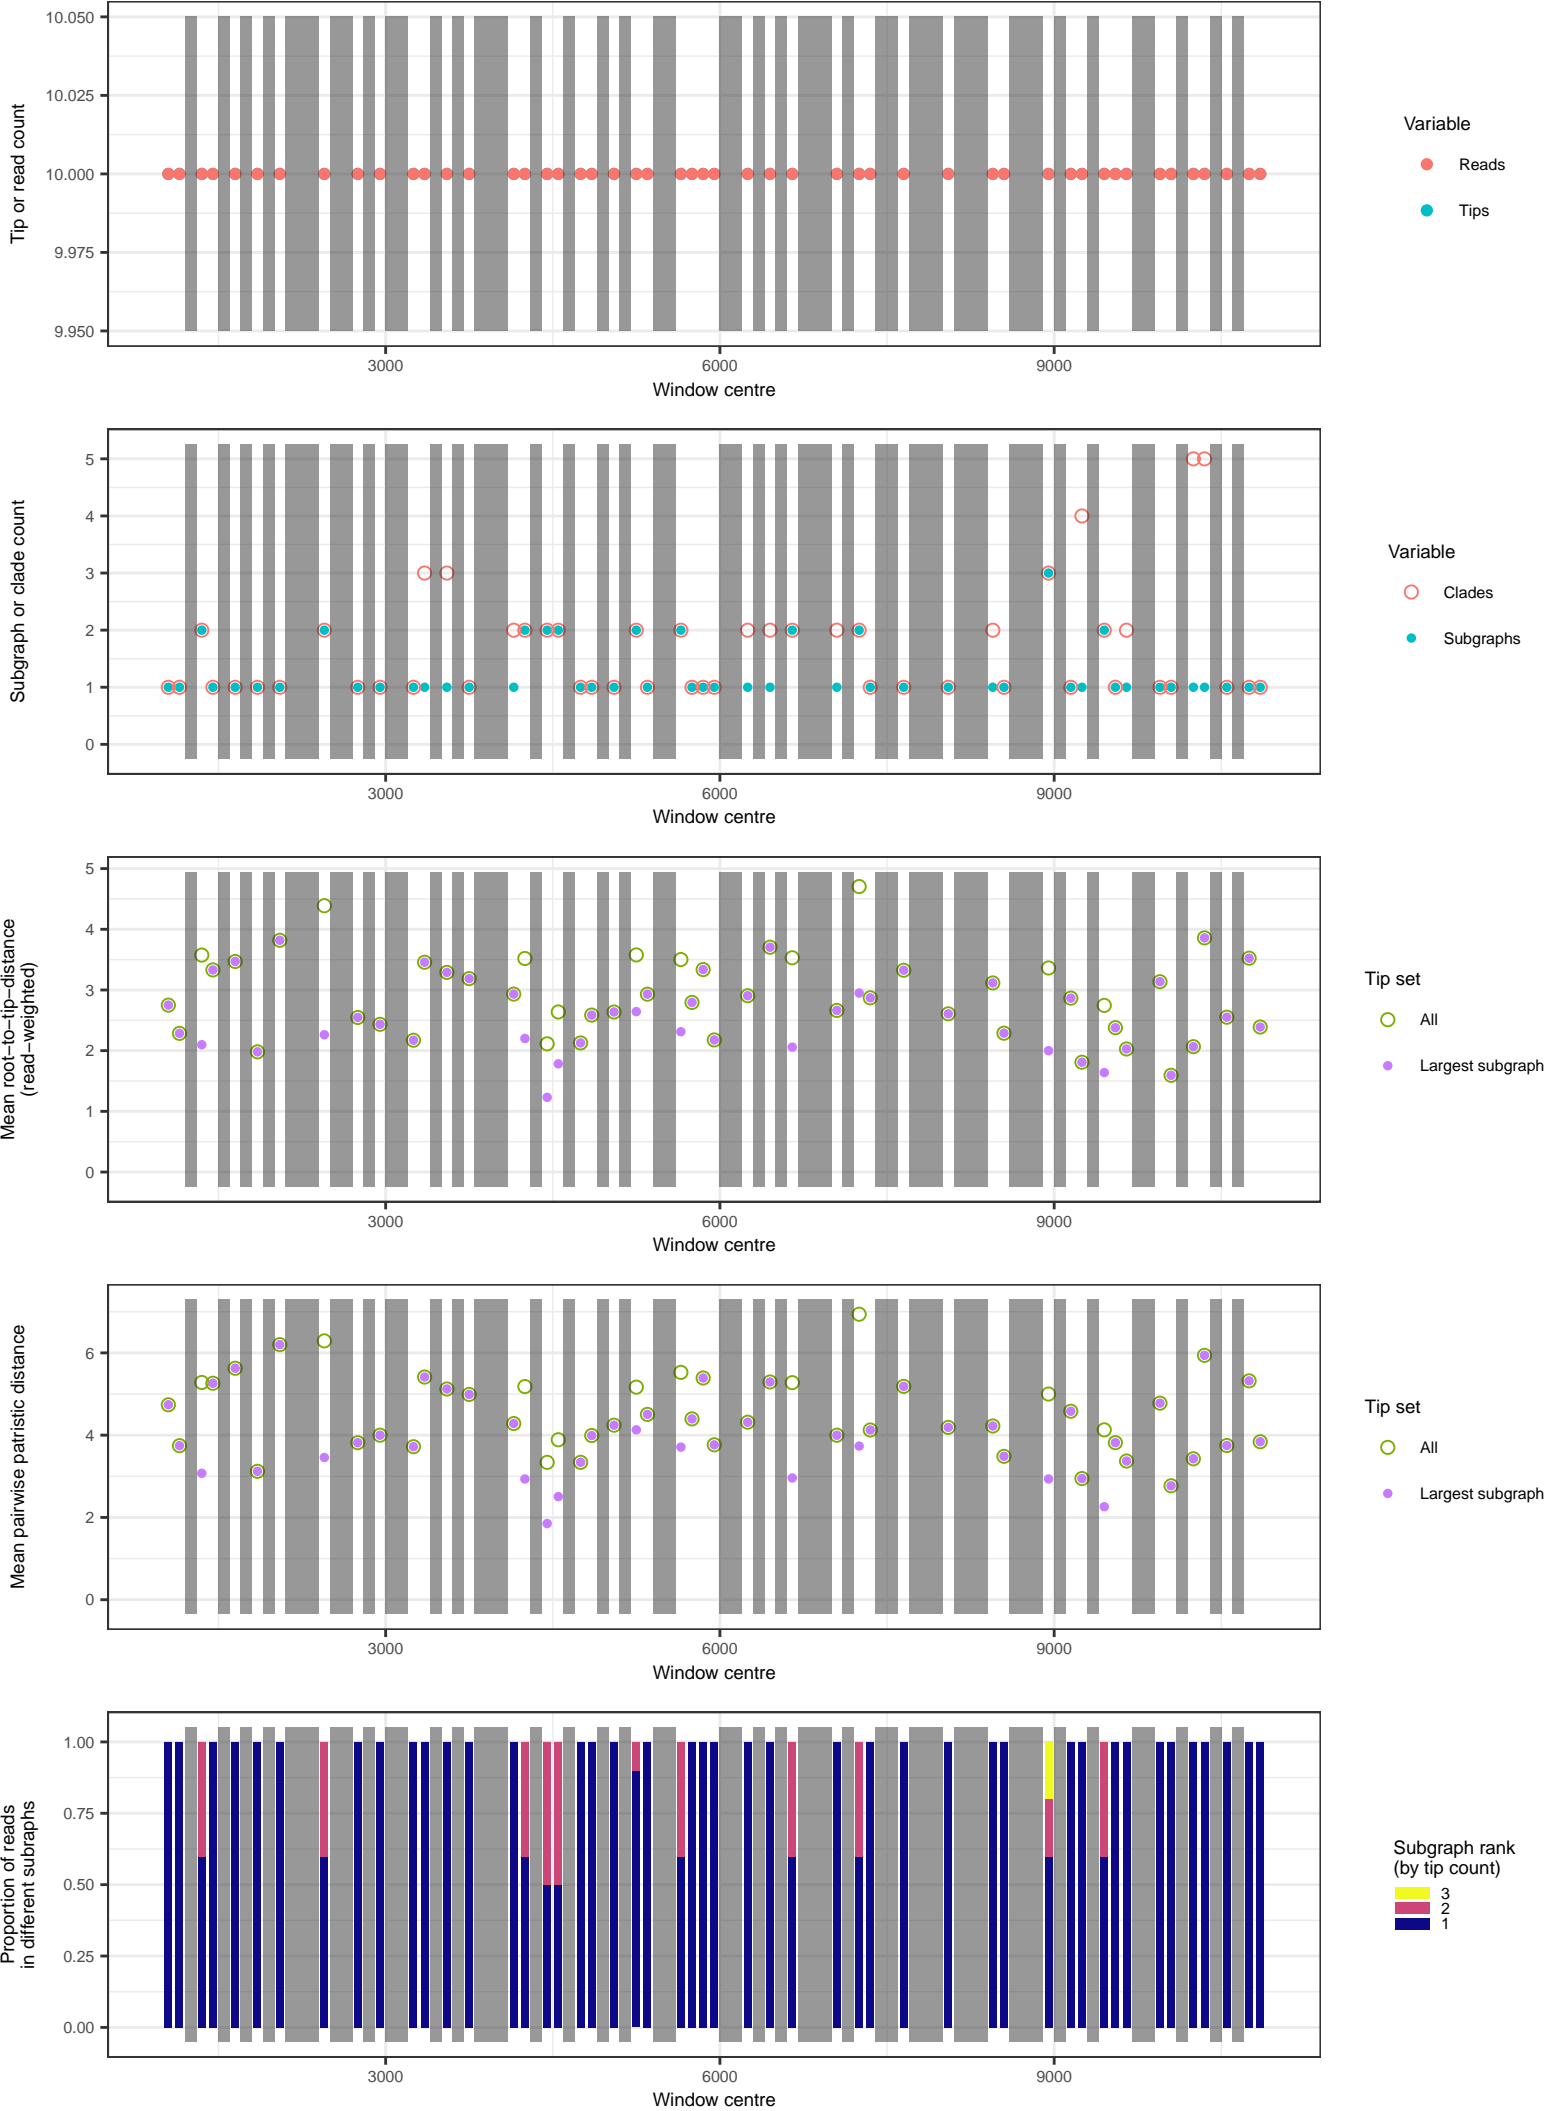 10.050
10.025
10.000
9.975
9.950
Tip or read count
3000
6000
9000
Window centre
Variable
Reads
Tips
5
4
3
2
1
0
Subgraph or clade count
3000
6000
9000
Window centre
Variable
Clades
Subgraphs
5
4
3
2
1
0
Mean root−to−tip−distance
(read−weighted)
3000
6000
9000
Window centre
Tip set
All
Largest subgraph
6
4
2
0
Mean pairwise patristic distance
3000
6000
9000
Window centre
Tip set
All
Largest subgraph
1.00
0.75
0.50
0.25
0.00
Proportion of reads
in different subraphs
3000
6000
9000
Window centre
Subgraph rank
(by tip count)
3
2
1